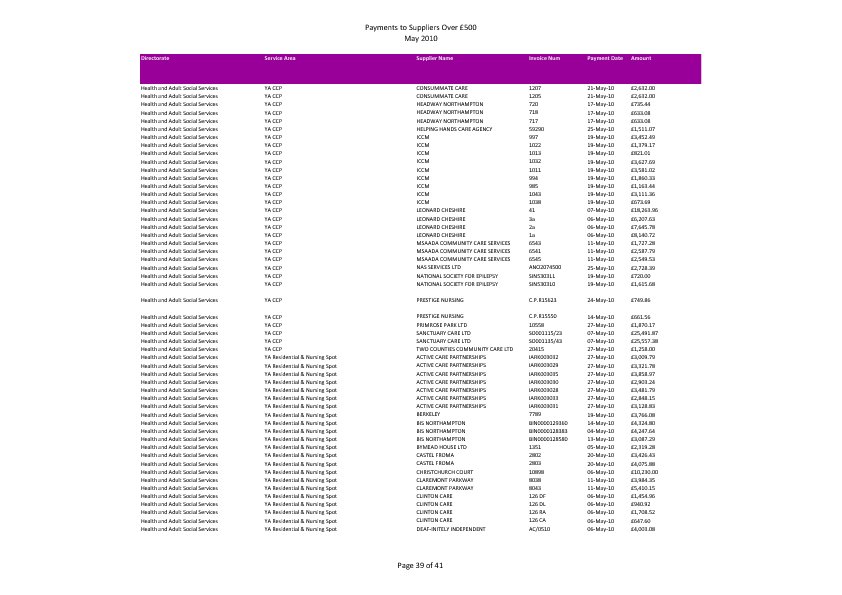 Payments to Suppliers Over £500
May 2010
Directorate Service Area Supplier Name Invoice Num Payment Date Amount
Health and Adult Social Services YA CCP CONSUMMATE CARE 1207 21-May-10 £2,632.00
Health and Adult Social Services YA CCP CONSUMMATE CARE 1205 21-May-10 £2,632.00
Health and Adult Social Services YA CCP HEADWAY NORTHAMPTON 720 17-May-10 £735.44
Health and Adult Social Services YA CCP HEADWAY NORTHAMPTON 718 17-May-10 £633.08
Health and Adult Social Services YA CCP HEADWAY NORTHAMPTON 717 17-May-10 £633.08
Health and Adult Social Services YA CCP HELPING HANDS CARE AGENCY 59290 25-May-10 £1,511.07
Health and Adult Social Services YA CCP ICCM 997 19-May-10 £3,452.49
Health and Adult Social Services YA CCP ICCM 1022 19-May-10 £1,379.17
Health and Adult Social Services YA CCP ICCM 1013 19-May-10 £821.01
Health and Adult Social Services YA CCP ICCM 1032 19-May-10 £3,627.69
Health and Adult Social Services YA CCP ICCM 1011 19-May-10 £3,581.02
Health and Adult Social Services YA CCP ICCM 994 19-May-10 £1,860.33
Health and Adult Social Services YA CCP ICCM 985 19-May-10 £1,163.44
Health and Adult Social Services YA CCP ICCM 1043 19-May-10 £3,111.36
Health and Adult Social Services YA CCP ICCM 1038 19-May-10 £673.69
Health and Adult Social Services YA CCP LEONARD CHESHIRE 41 07-May-10 £18,263.96
Health and Adult Social Services YA CCP LEONARD CHESHIRE 3a 06-May-10 £6,207.63
Health and Adult Social Services YA CCP LEONARD CHESHIRE 2a 06-May-10 £7,645.78
Health and Adult Social Services YA CCP LEONARD CHESHIRE 1a 06-May-10 £8,140.72
Health and Adult Social Services YA CCP MSAADA COMMUNITY CARE SERVICES 6543 11-May-10 £1,727.28
Health and Adult Social Services YA CCP MSAADA COMMUNITY CARE SERVICES 6541 11-May-10 £2,587.79
Health and Adult Social Services YA CCP MSAADA COMMUNITY CARE SERVICES 6545 11-May-10 £2,549.53
Health and Adult Social Services YA CCP NAS SERVICES LTD ANO2074500 25-May-10 £2,728.39
Health and Adult Social Services YA CCP NATIONAL SOCIETY FOR EPILEPSY SIN530311 19-May-10 £720.00
Health and Adult Social Services YA CCP NATIONAL SOCIETY FOR EPILEPSY SIN530310 19-May-10 £1,615.68
Health and Adult Social Services YA CCP PRESTIGE NURSING C.P.R15623 24-May-10 £749.86
Health and Adult Social Services YA CCP PRESTIGE NURSING C.P.R15550 14-May-10 £661.56
Health and Adult Social Services YA CCP PRIMROSE PARK LTD 10558 27-May-10 £1,870.17
Health and Adult Social Services YA CCP SANCTUARY CARE LTD SO001115/23 27-May-10 £25,491.87
Health and Adult Social Services YA CCP SANCTUARY CARE LTD SO001135/43 27-May-10 £25,557.38
Health and Adult Social Services YA CCP TWO COUNTIES COMMUNITY CARE LTD 20415 27-May-10 £1,258.00
Health and Adult Social Services YA Residential & Nursing Spot ACTIVE CARE PARTNERSHIPS IAR6003032 27-May-10 £3,009.79
Health and Adult Social Services YA Residential & Nursing Spot ACTIVE CARE PARTNERSHIPS IAR6003029 27-May-10 £3,321.78
Health and Adult Social Services YA Residential & Nursing Spot ACTIVE CARE PARTNERSHIPS IAR6003035 27-May-10 £3,858.97
Health and Adult Social Services YA Residential & Nursing Spot ACTIVE CARE PARTNERSHIPS IAR6003030 27-May-10 £2,903.24
Health and Adult Social Services YA Residential & Nursing Spot ACTIVE CARE PARTNERSHIPS IAR6003028 27-May-10 £3,481.79
Health and Adult Social Services YA Residential & Nursing Spot ACTIVE CARE PARTNERSHIPS IAR6003033 27-May-10 £2,848.15
Health and Adult Social Services YA Residential & Nursing Spot ACTIVE CARE PARTNERSHIPS IAR6003031 27-May-10 £3,128.83
Health and Adult Social Services YA Residential & Nursing Spot BERKELEY 7789 19-May-10 £3,766.08
Health and Adult Social Services YA Residential & Nursing Spot BIS NORTHAMPTON BIN0000129360 14-May-10 £4,324.80
Health and Adult Social Services YA Residential & Nursing Spot BIS NORTHAMPTON BIN0000128383 04-May-10 £4,247.64
Health and Adult Social Services YA Residential & Nursing Spot BIS NORTHAMPTON BIN0000128580 13-May-10 £3,087.29
Health and Adult Social Services YA Residential & Nursing Spot BYMEAD HOUSE LTD 1351 05-May-10 £2,319.28
Health and Adult Social Services YA Residential & Nursing Spot CASTEL FROMA 2802 20-May-10 £3,426.43
Health and Adult Social Services YA Residential & Nursing Spot CASTEL FROMA 2803 20-May-10 £4,075.88
Health and Adult Social Services YA Residential & Nursing Spot CHRISTCHURCH COURT 10898 06-May-10 £10,230.00
Health and Adult Social Services YA Residential & Nursing Spot CLAREMONT PARKWAY 8038 11-May-10 £3,984.35
Health and Adult Social Services YA Residential & Nursing Spot CLAREMONT PARKWAY 8043 11-May-10 £5,410.15
Health and Adult Social Services YA Residential & Nursing Spot CLINTON CARE 126 DF 06-May-10 £1,454.96
Health and Adult Social Services YA Residential & Nursing Spot CLINTON CARE 126 DL 06-May-10 £940.92
Health and Adult Social Services YA Residential & Nursing Spot CLINTON CARE 126 RA 06-May-10 £1,708.52
Health and Adult Social Services YA Residential & Nursing Spot CLINTON CARE 126 CA 06-May-10 £647.60
Health and Adult Social Services YA Residential & Nursing Spot DEAF-INITELY INDEPENDENT AC/0510 06-May-10 £4,003.08
Page 39 of 41